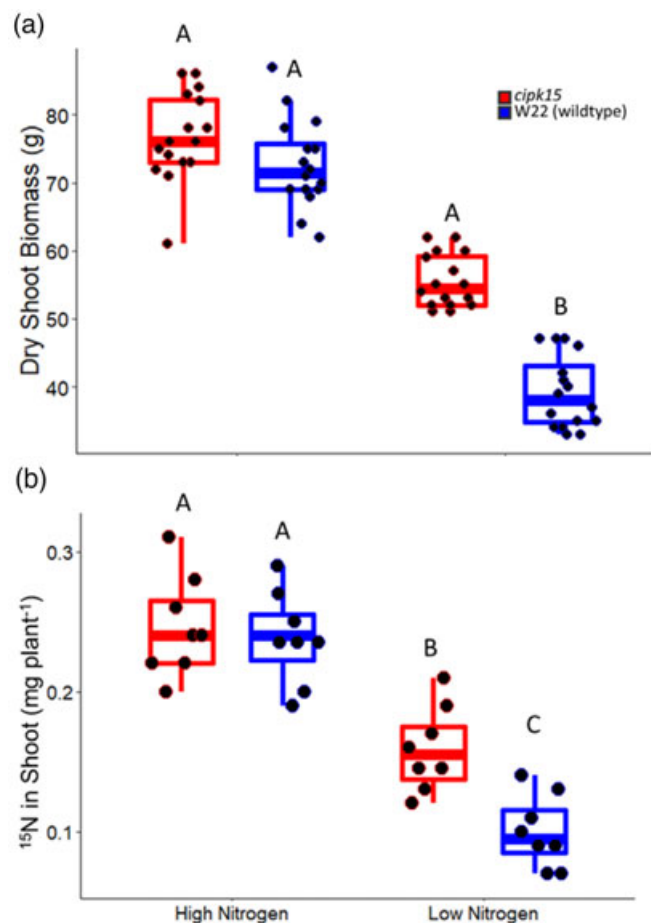 (a)
A
A
cipk15
W22 (wildtype)
A
B
Dry Shoot Biomass (g)
80
70
60
50
40
(b)
A
A
B
C
¹⁵N in Shoot (mg plant⁻¹)
0.3
0.2
0.1
High Nitrogen
Low Nitrogen